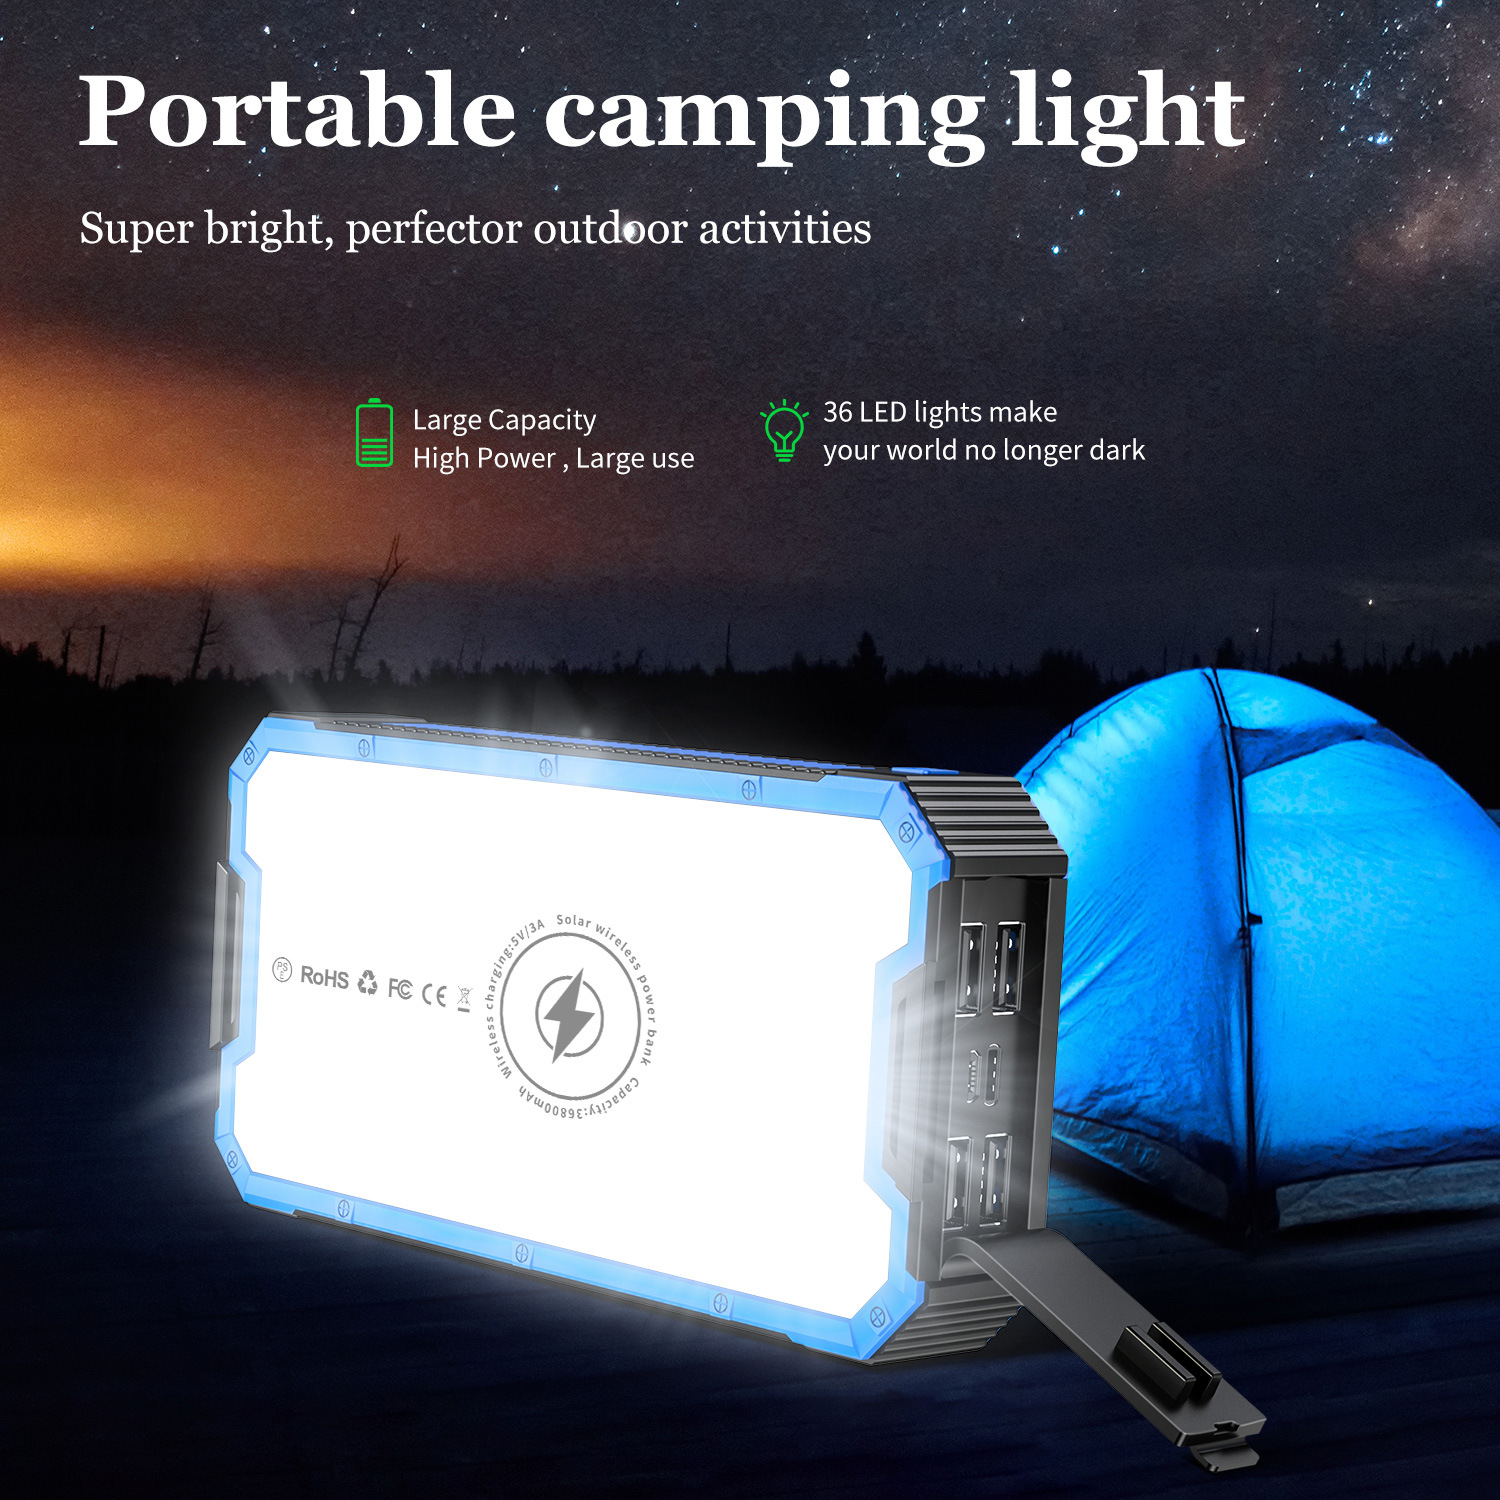 Portable camping light
Super bright, perfector outdoor activities
Large Capacity
High Power , Large use
36 LED lights make
your world no longer dark
PS
E
RoHS
FC
CE
Wireless charging:5V/3A
Solar wireless power bank
Capacity:36800mAh